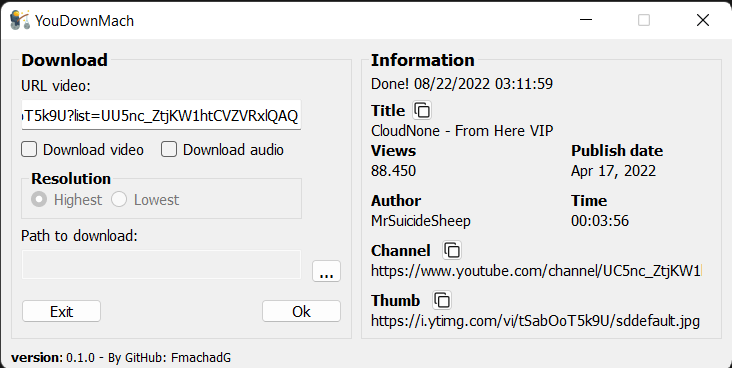 YouDownMach
Download
URL video:
oT5k9U?list=UU5nc_ZtjKW1htCVZVRxlQAQ
Download video Download audio
Resolution
Highest Lowest
Path to download:
...
Exit Ok
Information
Done! 08/22/2022 03:11:59
Title
CloudNone - From Here VIP
Views Publish date
88.450 Apr 17, 2022
Author Time
MrSuicideSheep 00:03:56
Channel
https://www.youtube.com/channel/UC5nc_ZtjKW1
Thumb
https://i.ytimg.com/vi/tSabOoT5k9U/sddefault.jpg
version: 0.1.0 - By GitHub: FmachadG